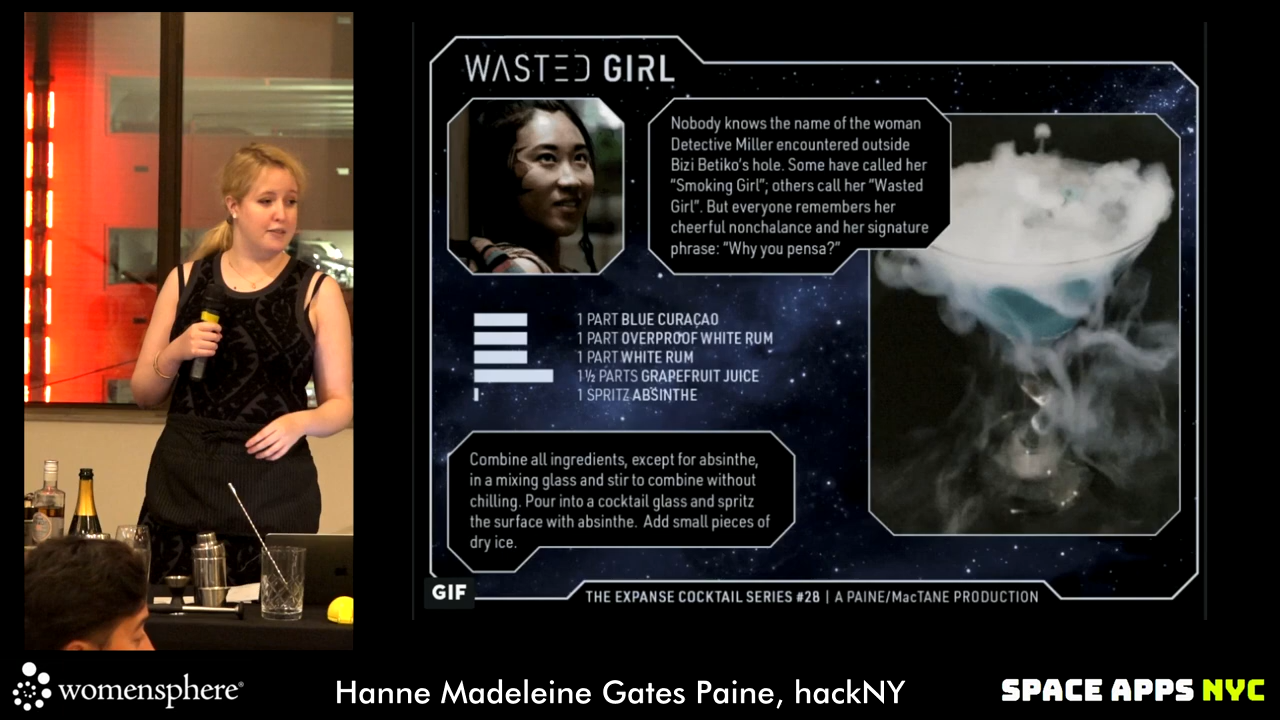 WASTED GIRL
Nobody knows the name of the woman
Detective Miller encountered outside
Bizi Betiko's hole. Some have called her
"Smoking Girl"; others call her "Wasted
Girl". But everyone remembers her
cheerful nonchalance and her signature
phrase: "Why you pensa?"
1 PART BLUE CURAÇAO
1 PART OVERPROOF WHITE RUM
1 PART WHITE RUM
1½ PARTS GRAPEFRUIT JUICE
1 SPRITZ ABSINTHE
Combine all ingredients, except for absinthe,
in a mixing glass and stir to combine without
chilling. Pour into a cocktail glass and spritz
the surface with absinthe. Add small pieces of
dry ice.
GIF
THE EXPANSE COCKTAIL SERIES #28 | A PAINE/MacTANE PRODUCTION
womensphere®
Hanne Madeleine Gates Paine, hackNY
SPACE APPS NYC